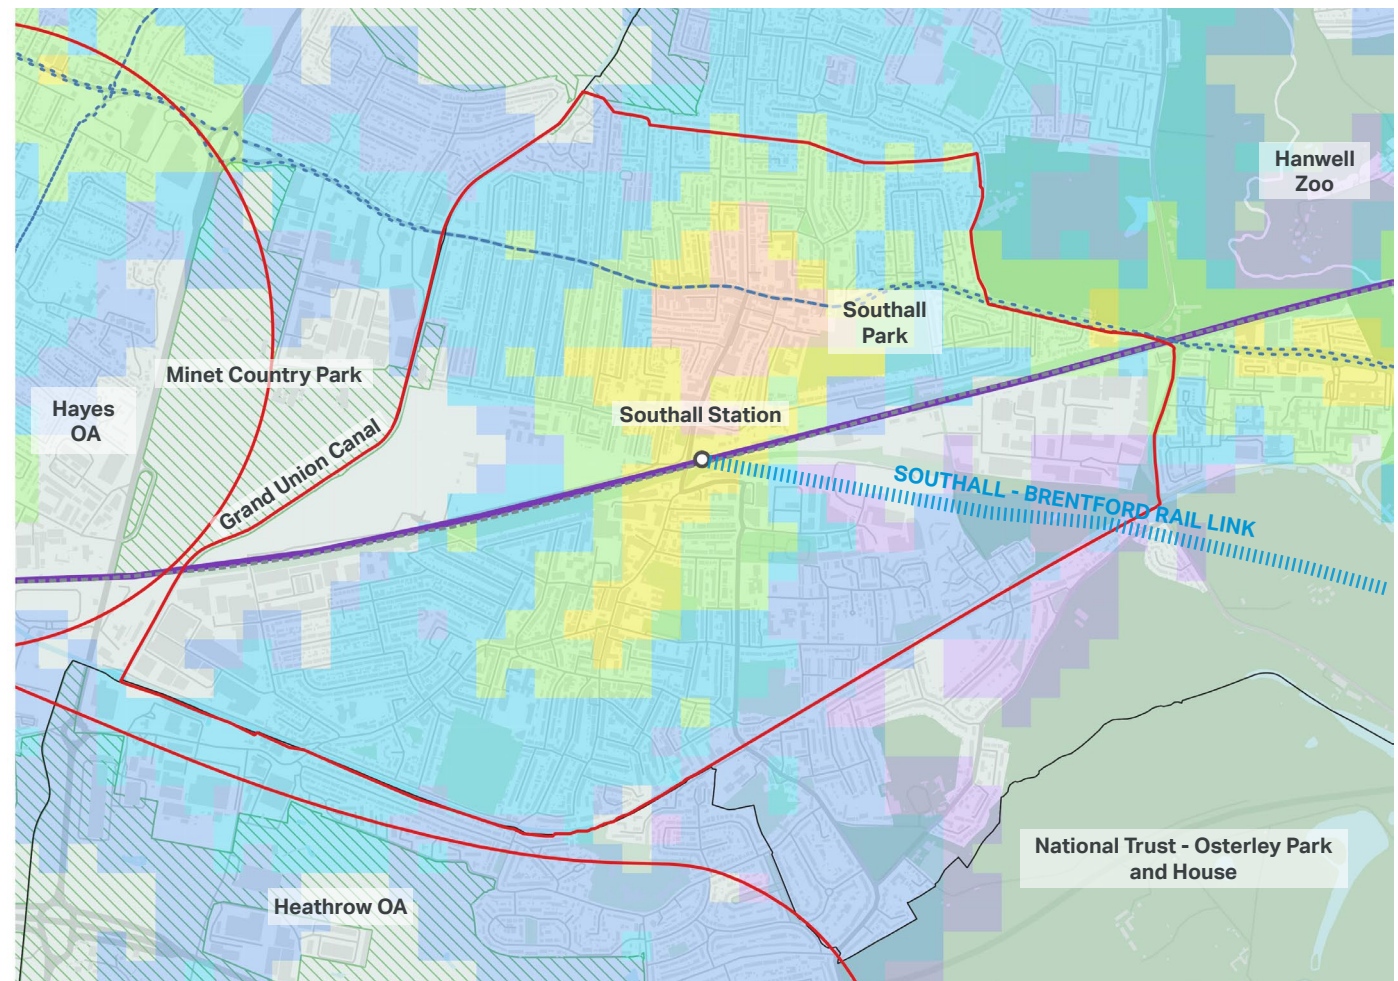 Hanwell
Zoo
Southall
Park
Minet Country Park
Hayes
OA
Southall Station
Grand Union Canal
SOUTHALL - BRENTFORD RAIL LINK
National Trust - Osterley Park
and House
Heathrow OA